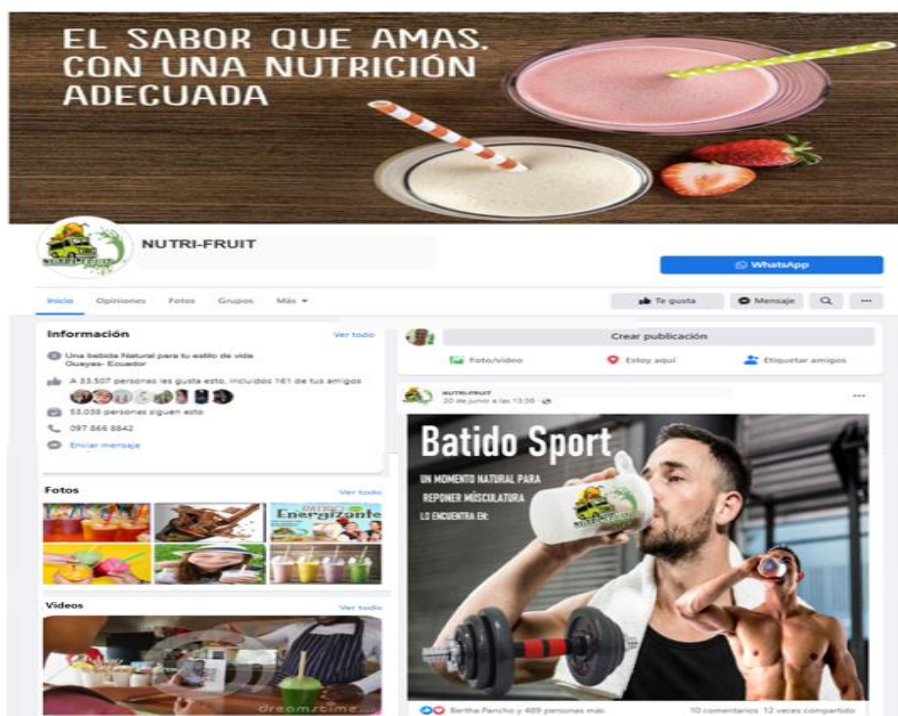 EL SABOR QUE AMAS,
CON UNA NUTRICIÓN
ADECUADA
NUTRI-FRUIT
WhatsApp
Inicio Opiniones Fotos Grupos Más
Te gusta Mensaje
Información Ver todo
Una bebida Natural para tu estilo de vida
Guayas- Ecuador
A 33.507 personas les gusta esto, incluidos 161 de tus amigos
53.038 personas siguen esto
097 866 8842
Enviar mensaje
Fotos Ver todo
BATIDO
Energizante
Videos Ver todo
dreamstime
Crear publicación
Foto/video Estoy aquí Etiquetar amigos
NUTRI-FRUIT
20 de junio a las 13:36
Batido Sport
UN MOMENTO NATURAL PARA
REPONER MÚSCULATURA
LO ENCUENTRA EN:
Bertha Pancho y 489 personas más 10 comentarios 12 veces compartido